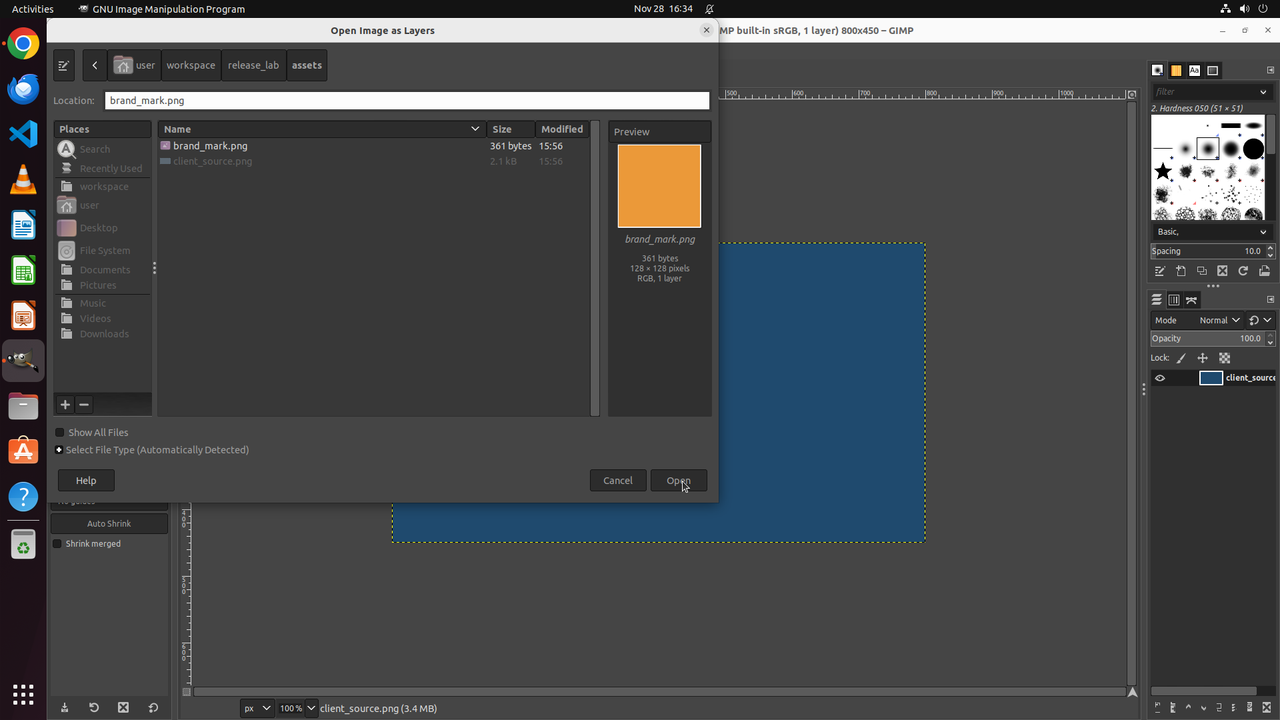 Activities
GNU Image Manipulation Program
Nov 28  16:34
Open Image as Layers
MP built-in sRGB, 1 layer) 800x450 – GIMP
user
workspace
release_lab
assets
Location:
brand_mark.png
Places
Search
Recently Used
workspace
user
Desktop
File System
Documents
Pictures
Music
Videos
Downloads
Name
Size
Modified
brand_mark.png
361 bytes
15:56
client_source.png
2.1 kB
15:56
Preview
brand_mark.png
361 bytes
128 × 128 pixels
RGB, 1 layer
Show All Files
Select File Type (Automatically Detected)
Help
Cancel
Open
Auto Shrink
Shrink merged
500
600
700
800
900
1000
400
500
600
px
100 %
client_source.png (3.4 MB)
Aa
filter
2. Hardness 050 (51 × 51)
Basic,
Spacing
10.0
Mode
Normal
Opacity
100.0
Lock:
client_source